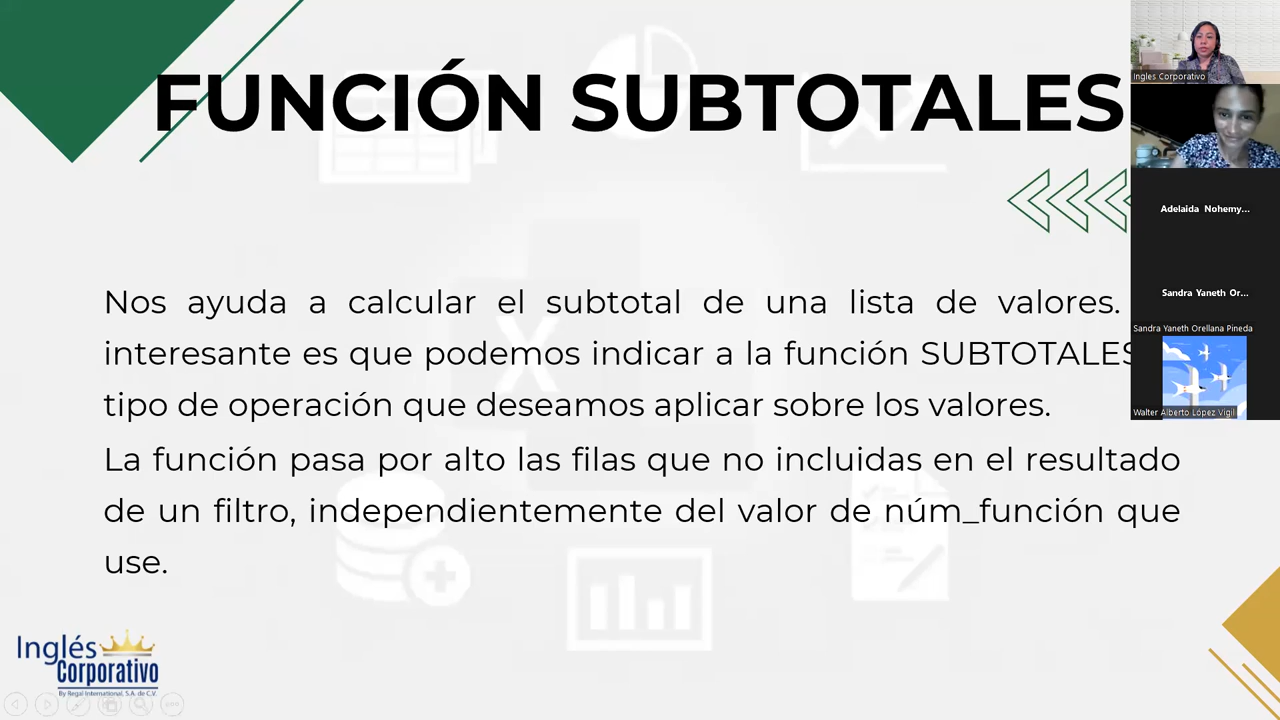 FUNCIÓN SUBTOTALES
Nos ayuda a calcular el subtotal de una lista de valores.
interesante es que podemos indicar a la función SUBTOTALES
tipo de operación que deseamos aplicar sobre los valores.
La función pasa por alto las filas que no incluidas en el resultado
de un filtro, independientemente del valor de núm_función que
use.
Inglés
Corporativo
By Regal International, S.A. de C.V.
Ingles Corporativo
Adelaida Nohemy...
Sandra Yaneth Or...
Sandra Yaneth Orellana Pineda
Walter Alberto López Vigil